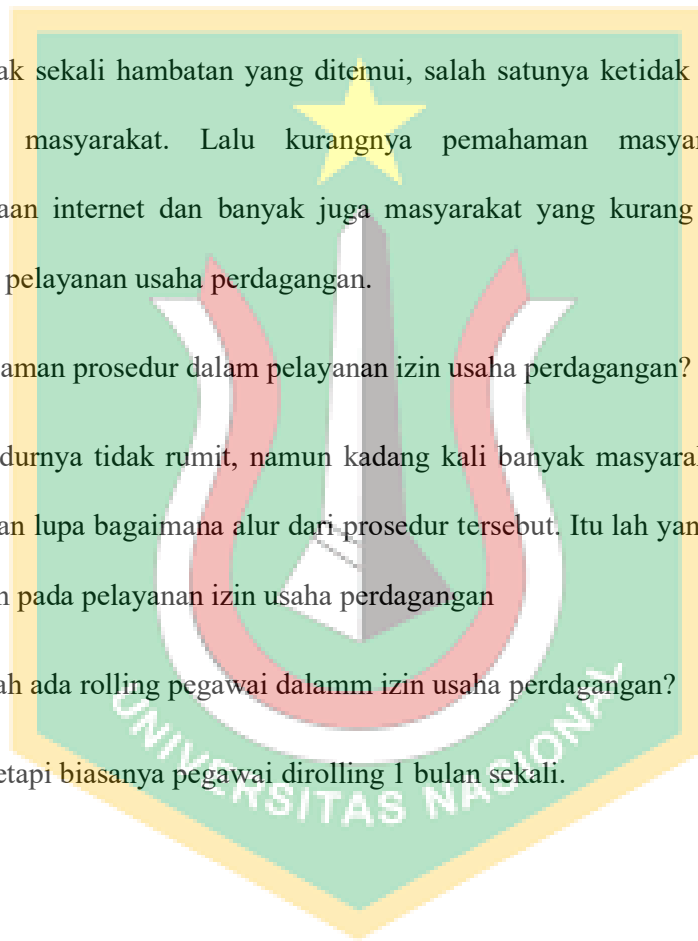 ak sekali hambatan yang ditemui, salah satunya ketidak
masyarakat. Lalu kurangnya pemahaman masyar
aan internet dan banyak juga masyarakat yang kurang
pelayanan usaha perdagangan.
aman prosedur dalam pelayanan izin usaha perdagangan?
durnya tidak rumit, namun kadang kali banyak masyaral
an lupa bagaimana alur dari prosedur tersebut. Itu lah yan
n pada pelayanan izin usaha perdagangan
ah ada rolling pegawai dalamm izin usaha perdagangan?
etapi biasanya pegawai dirolling 1 bulan sekali.
UNIVERSITAS NASIONAL